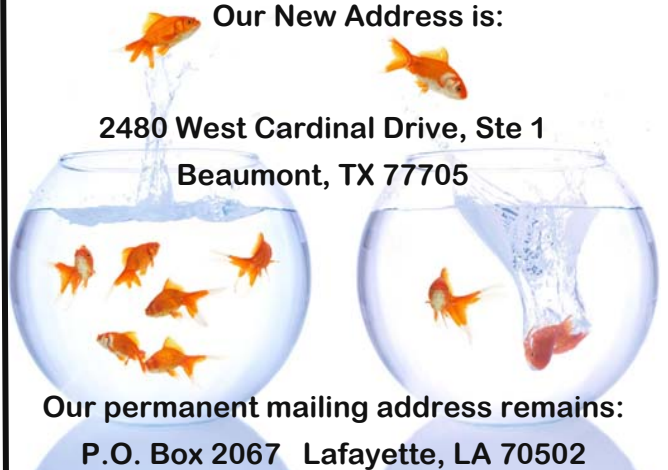 Our New Address is:
2480 West Cardinal Drive, Ste 1
Beaumont, TX 77705
Our permanent mailing address remains:
P.O. Box 2067 Lafayette, LA 70502